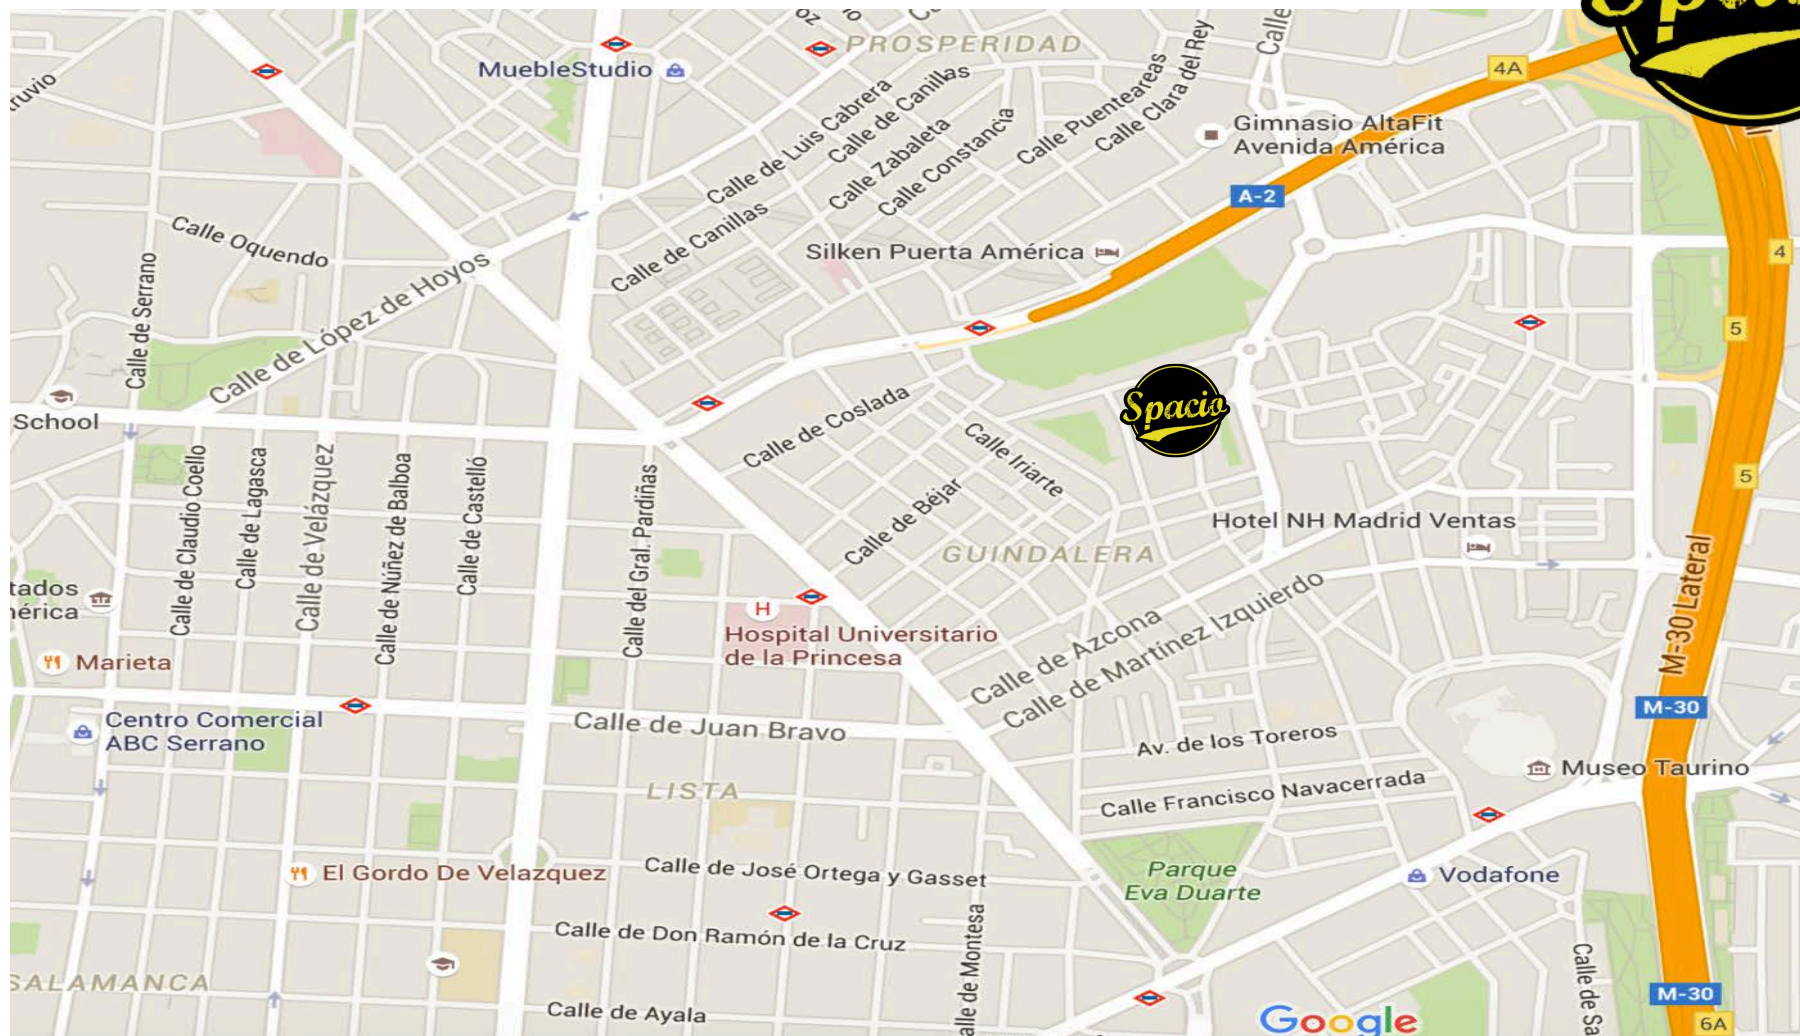 PROSPERIDAD
MuebleStudio
Calle de Luis Cabrera
Calle de Canillas
Calle Zabaleta
Calle Constancia
Calle Puenteareas
Calle Clara del Rey
Calle
4A
Gimnasio AltaFit
Avenida América
A-2
Calle Oquendo
Calle de Canillas
Silken Puerta América
4
Calle de Serrano
Calle de López de Hoyos
5
School
Calle de Coslada
Calle Iriarte
Spacio
5
Calle de Claudio Coello
Calle de Lagasca
Calle de Velázquez
Calle de Núñez de Balboa
Calle de Castelló
Calle del Gral. Pardiñas
Calle de Béjar
GUINDALERA
Hotel NH Madrid Ventas
M-30 Lateral
H
Hospital Universitario
de la Princesa
Calle de Azcona
Calle de Martínez Izquierdo
Marieta
Centro Comercial
ABC Serrano
Calle de Juan Bravo
Av. de los Toreros
M-30
Museo Taurino
LISTA
Calle Francisco Navacerrada
El Gordo De Velazquez
Calle de José Ortega y Gasset
Parque
Eva Duarte
Vodafone
Calle de Don Ramón de la Cruz
SALAMANCA
Calle de Ayala
alle de Montesa
Calle de Sa
Google
M-30
6A